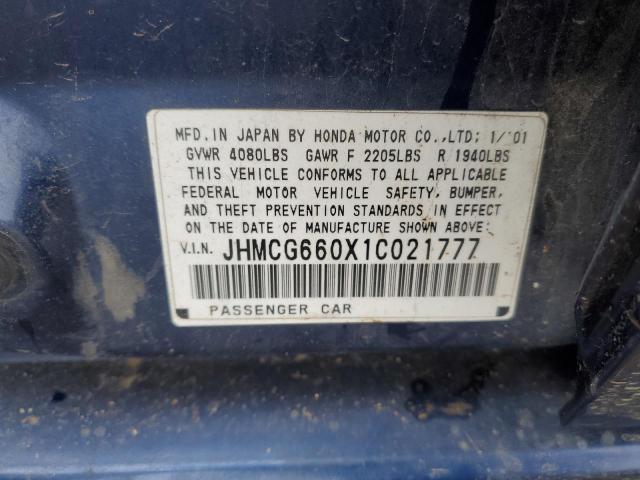 MFD. IN JAPAN BY HONDA MOTOR CO., LTD; 1/'01
GVWR 4080LBS GAWR F 2205LBS R 1940LBS
THIS VEHICLE CONFORMS TO ALL APPLICABLE
FEDERAL MOTOR VEHICLE SAFETY, BUMPER,
AND THEFT PREVENTION STANDARDS IN EFFECT
ON THE DATE OF MANUFACTURE SHOWN ABOVE;
V.I.N. JHMCG660X1C021777
PASSENGER CAR